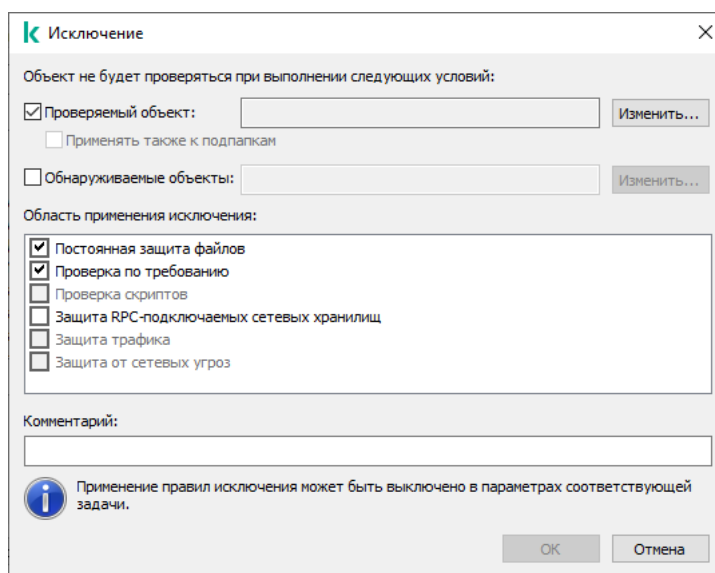 Исключение
Объект не будет проверяться при выполнении следующих условий:
Проверяемый объект: Изменить...
Применять также к подпапкам
Обнаруживаемые объекты: Изменить...
Область применения исключения:
Постоянная защита файлов
Проверка по требованию
Проверка скриптов
Защита RPC-подключаемых сетевых хранилищ
Защита трафика
Защита от сетевых угроз
Комментарий:
Применение правил исключения может быть выключено в параметрах соответствующей
задачи.
OK Отмена